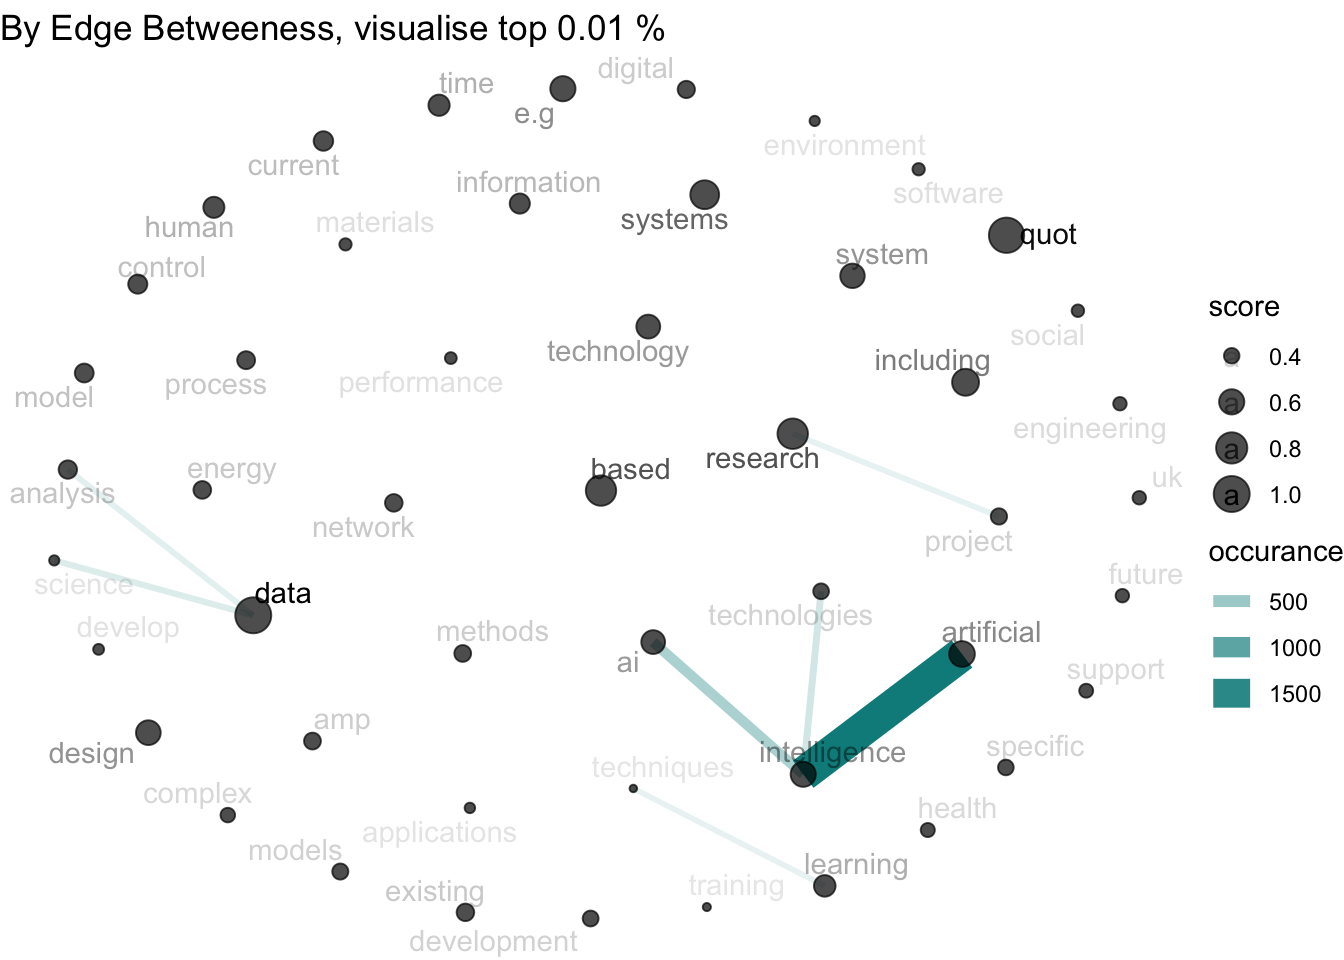 By Edge Betweeness, visualise top 0.01 %
digital
time
e.g
environment
current
information
software
materials
systems
human
quot
system
control
score
social
technology
0.4
including
process
performance
model
a
0.6
engineering
a
0.8
research
based
energy
uk
analysis
a
1.0
network
project
occurance
future
science
data
500
technologies
develop
methods
artificial
1000
ai
support
1500
amp
specific
design
intelligence
techniques
complex
health
applications
models
learning
training
existing
development